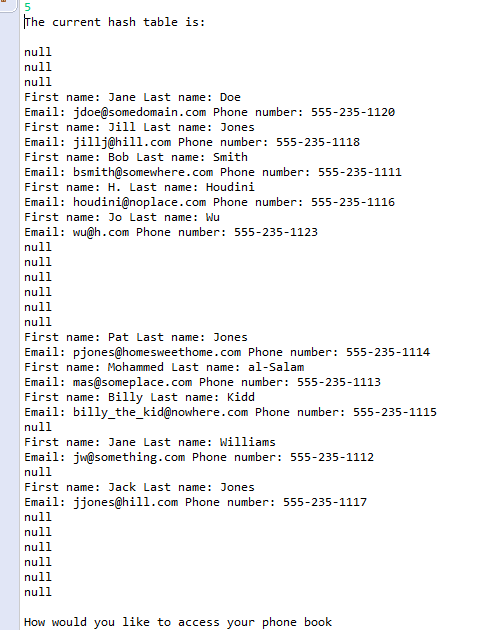 5
The current hash table is:
null
null
null
First name: Jane Last name: Doe
Email: jdoe@somedomain.com Phone number: 555-235-1120
First name: Jill Last name: Jones
Email: jillj@hill.com Phone number: 555-235-1118
First name: Bob Last name: Smith
Email: bsmith@somewhere.com Phone number: 555-235-1111
First name: H. Last name: Houdini
Email: houdini@noplace.com Phone number: 555-235-1116
First name: Jo Last name: Wu
Email: wu@h.com Phone number: 555-235-1123
null
null
null
null
null
null
First name: Pat Last name: Jones
Email: pjones@homesweethome.com Phone number: 555-235-1114
First name: Mohammed Last name: al-Salam
Email: mas@someplace.com Phone number: 555-235-1113
First name: Billy Last name: Kidd
Email: billy_the_kid@nowhere.com Phone number: 555-235-1115
null
First name: Jane Last name: Williams
Email: jw@something.com Phone number: 555-235-1112
null
First name: Jack Last name: Jones
Email: jjones@hill.com Phone number: 555-235-1117
null
null
null
null
null
null
How would you like to access your phone book